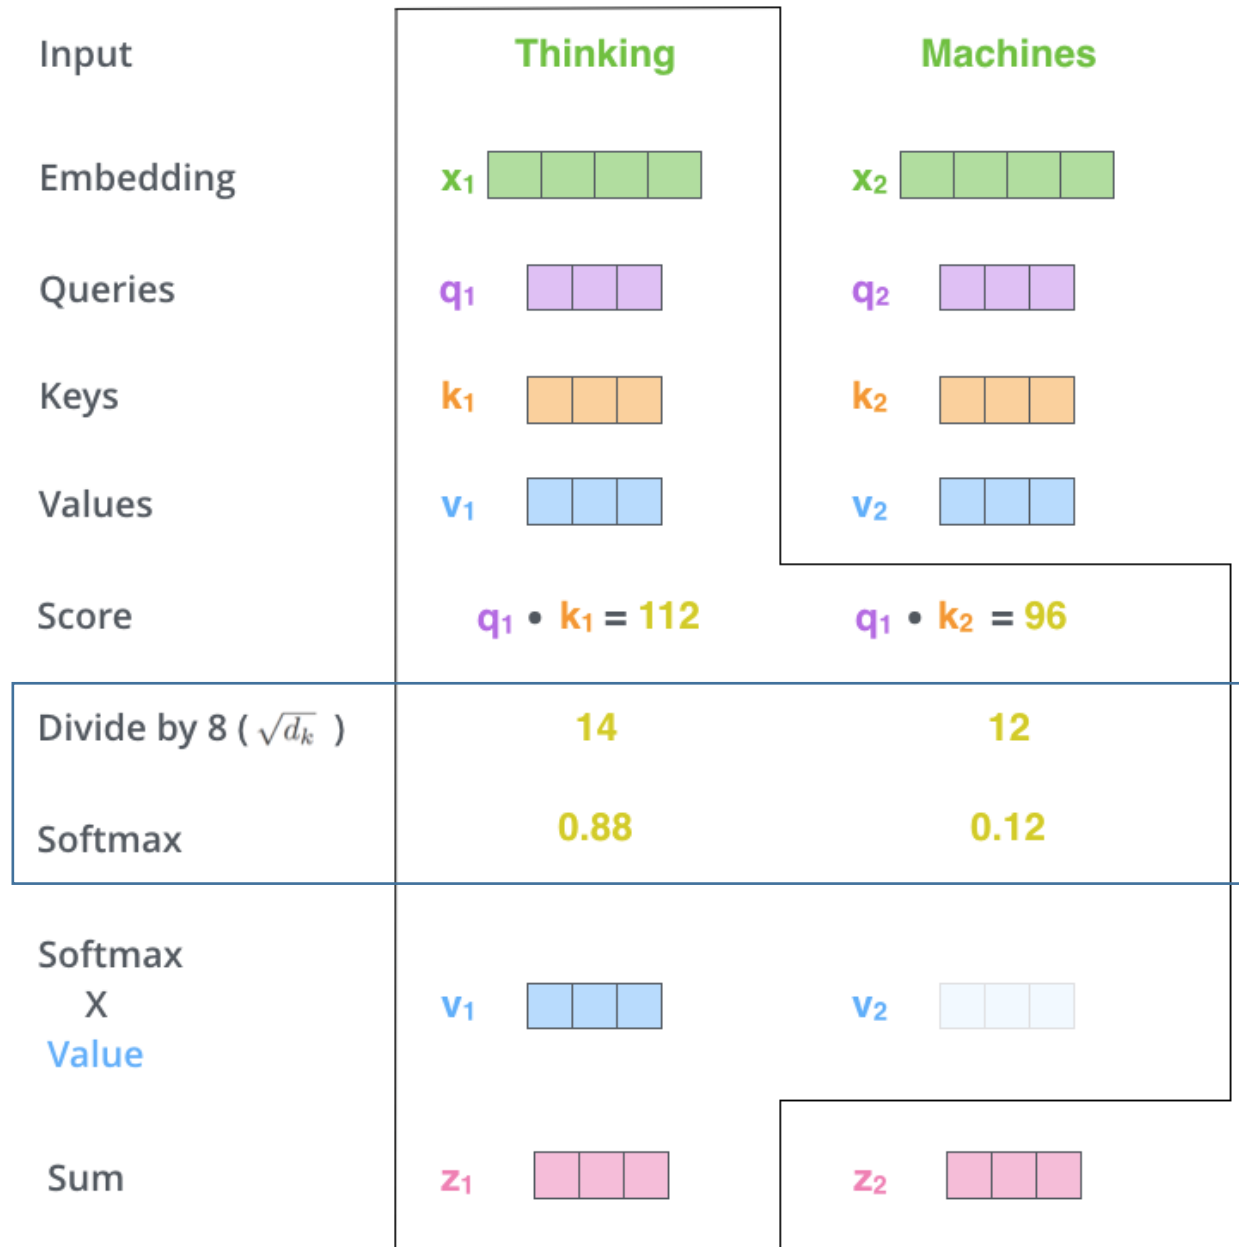 Input Thinking Machines
Embedding x₁ x₂
Queries q₁ q₂
Keys k₁ k₂
Values v₁ v₂
Score q₁ • k₁ = 112 q₁ • k₂ = 96
Divide by 8 ( √dₖ ) 14 12
Softmax 0.88 0.12
Softmax
X v₁ v₂
Value
Sum z₁ z₂